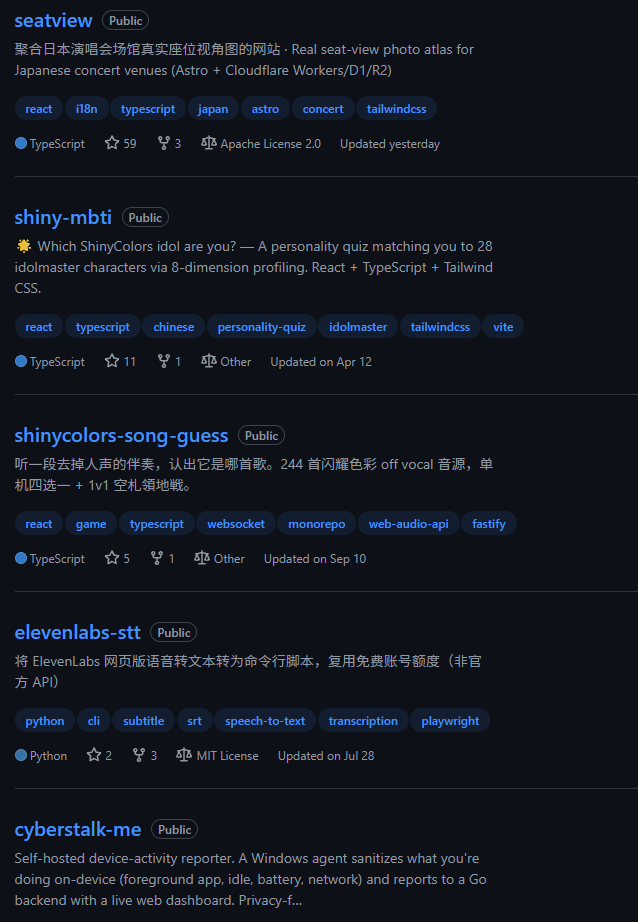 seatview Public
聚合日本演唱会场馆真实座位视角图的网站 · Real seat-view photo atlas for
Japanese concert venues (Astro + Cloudflare Workers/D1/R2)
react i18n typescript japan astro concert tailwindcss
TypeScript 59 3 Apache License 2.0 Updated yesterday
shiny-mbti Public
🌟 Which ShinyColors idol are you? — A personality quiz matching you to 28
idolmaster characters via 8-dimension profiling. React + TypeScript + Tailwind
CSS.
react typescript chinese personality-quiz idolmaster tailwindcss vite
TypeScript 11 1 Other Updated on Apr 12
shinycolors-song-guess Public
听一段去掉人声的伴奏，认出它是哪首歌。244 首闪耀色彩 off vocal 音源，单
机四选一 + 1v1 空札領地戦。
react game typescript websocket monorepo web-audio-api fastify
TypeScript 5 1 Other Updated on Sep 10
elevenlabs-stt Public
将 ElevenLabs 网页版语音转文本转为命令行脚本，复用免费账号额度（非官
方 API）
python cli subtitle srt speech-to-text transcription playwright
Python 2 3 MIT License Updated on Jul 28
cyberstalk-me Public
Self-hosted device-activity reporter. A Windows agent sanitizes what you're
doing on-device (foreground app, idle, battery, network) and reports to a Go
backend with a live web dashboard. Privacy-f...